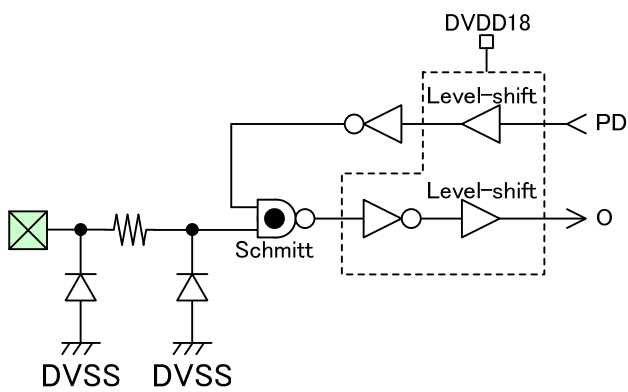 DVDD18
Level-shift
PD
Level-shift
O
Schmitt
DVSS DVSS